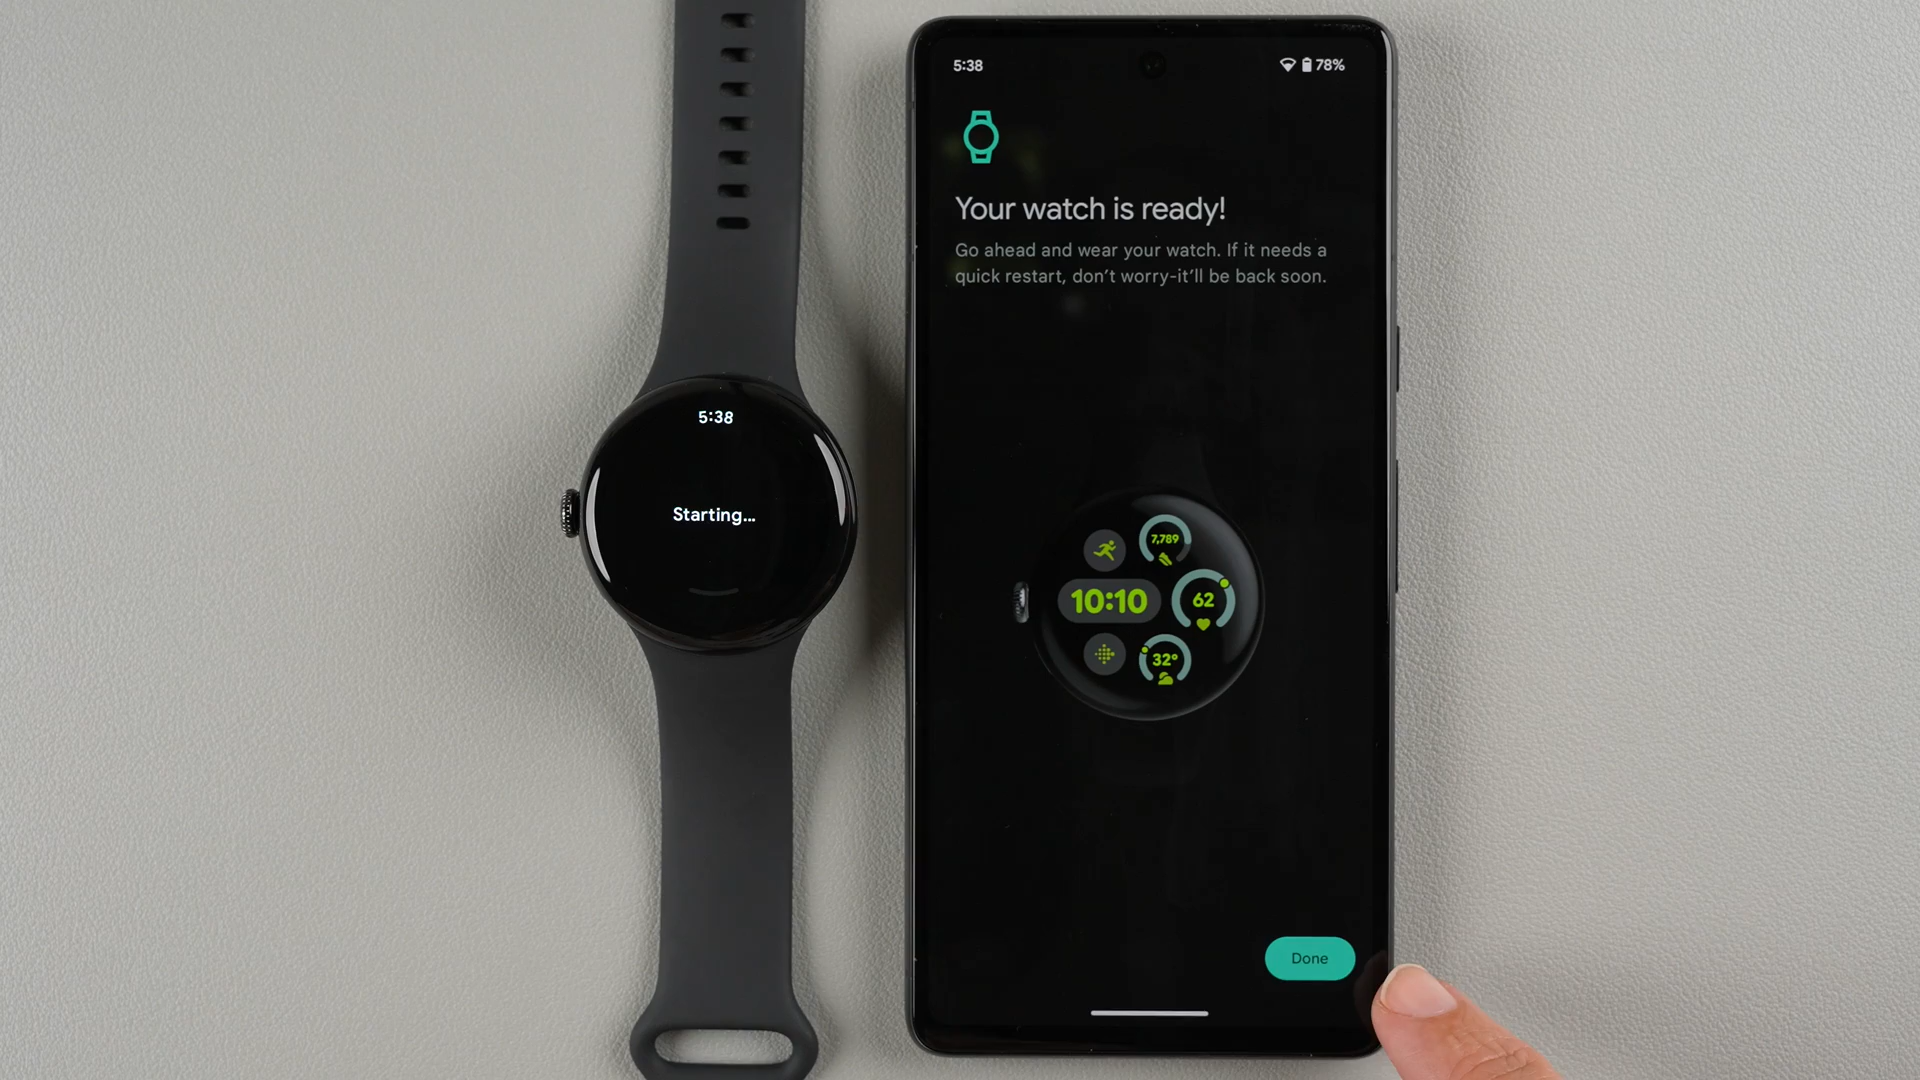 5:38
Starting...
5:38
78%
Your watch is ready!
Go ahead and wear your watch. If it needs a
quick restart, don't worry-it'll be back soon.
7,789
10:10
62
32°
Done